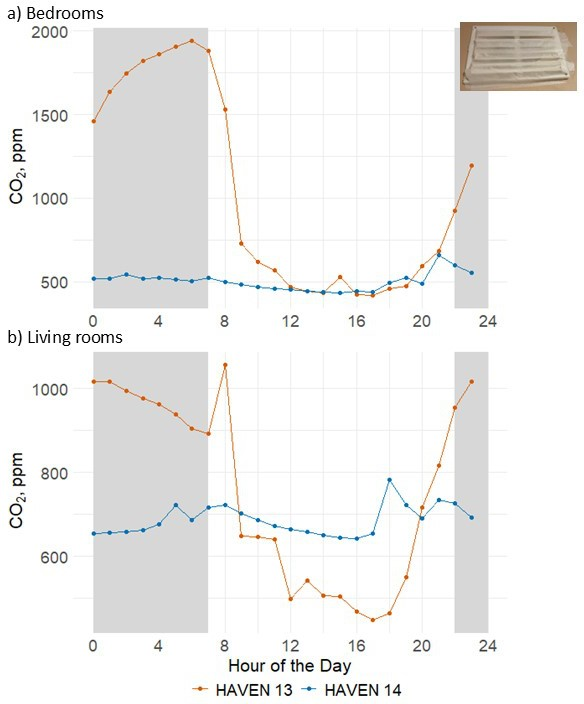 a) Bedrooms
2000
1500
1000
500
CO₂, ppm
0 4 8 12 16 20 24
b) Living rooms
1000
800
600
CO₂, ppm
0 4 8 12 16 20 24
Hour of the Day
HAVEN 13 HAVEN 14